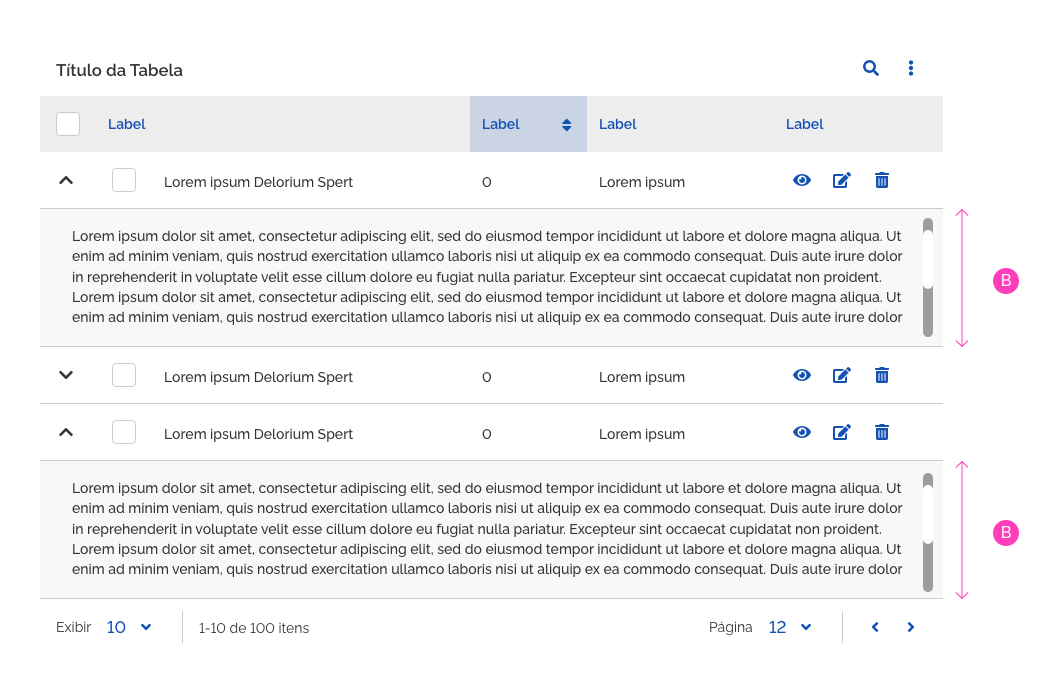 Título da Tabela
Label Label Label Label
Lorem ipsum Delorium Spert 0 Lorem ipsum
Lorem ipsum dolor sit amet, consectetur adipiscing elit, sed do eiusmod tempor incididunt ut labore et dolore magna aliqua. Ut
enim ad minim veniam, quis nostrud exercitation ullamco laboris nisi ut aliquip ex ea commodo consequat. Duis aute irure dolor
in reprehenderit in voluptate velit esse cillum dolore eu fugiat nulla pariatur. Excepteur sint occaecat cupidatat non proident.
Lorem ipsum dolor sit amet, consectetur adipiscing elit, sed do eiusmod tempor incididunt ut labore et dolore magna aliqua. Ut
enim ad minim veniam, quis nostrud exercitation ullamco laboris nisi ut aliquip ex ea commodo consequat. Duis aute irure dolor
B
Lorem ipsum Delorium Spert 0 Lorem ipsum
Lorem ipsum Delorium Spert 0 Lorem ipsum
Lorem ipsum dolor sit amet, consectetur adipiscing elit, sed do eiusmod tempor incididunt ut labore et dolore magna aliqua. Ut
enim ad minim veniam, quis nostrud exercitation ullamco laboris nisi ut aliquip ex ea commodo consequat. Duis aute irure dolor
in reprehenderit in voluptate velit esse cillum dolore eu fugiat nulla pariatur. Excepteur sint occaecat cupidatat non proident.
Lorem ipsum dolor sit amet, consectetur adipiscing elit, sed do eiusmod tempor incididunt ut labore et dolore magna aliqua. Ut
enim ad minim veniam, quis nostrud exercitation ullamco laboris nisi ut aliquip ex ea commodo consequat. Duis aute irure dolor
B
Exibir 10 1-10 de 100 itens Página 12